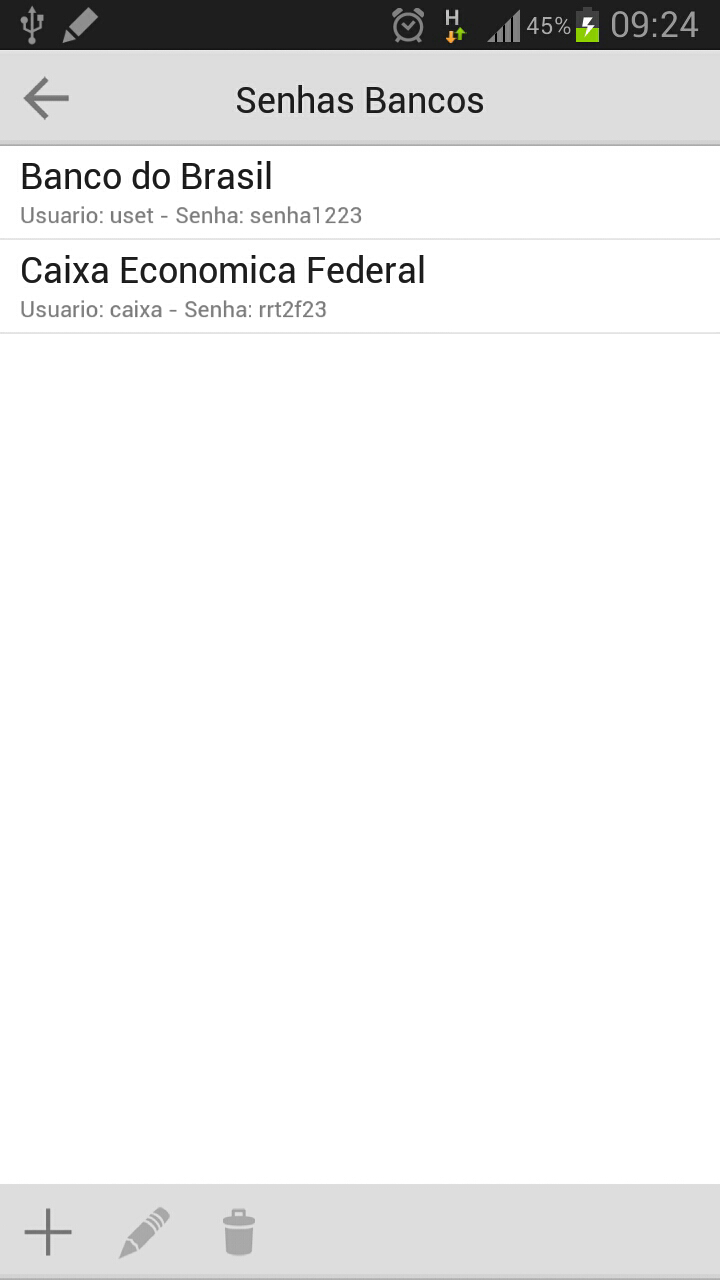 H 45% 09:24
Senhas Bancos
Banco do Brasil
Usuario: uset - Senha: senha1223
Caixa Economica Federal
Usuario: caixa - Senha: rrt2f23